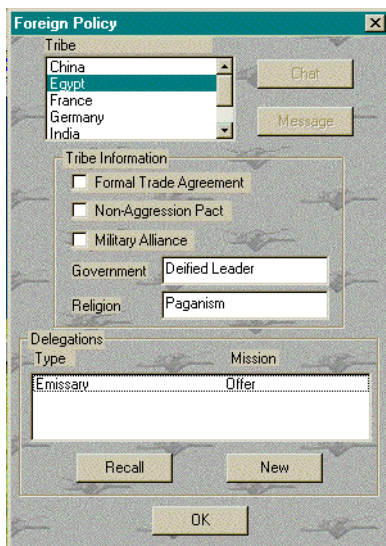 Foreign Policy
Tribe
China
Egypt
France
Germany
India
Chat
Message
Tribe Information
Formal Trade Agreement
Non-Aggression Pact
Military Alliance
Government Deified Leader
Religion Paganism
Delegations
Type Mission
Emissary Offer
Recall New
OK